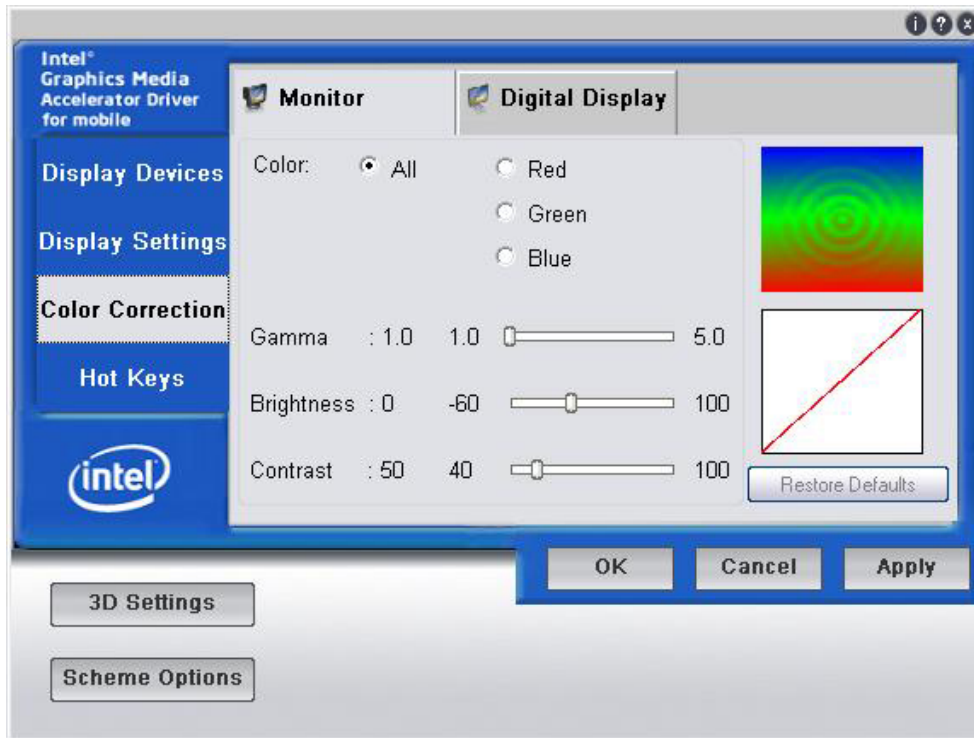 i ? x
Intel®
Graphics Media
Accelerator Driver
for mobile
Monitor
Digital Display
Display Devices
Display Settings
Color Correction
Hot Keys
intel
Color: All Red
Green
Blue
Gamma : 1.0 1.0 5.0
Brightness : 0 -60 100
Contrast : 50 40 100
Restore Defaults
OK Cancel Apply
3D Settings
Scheme Options